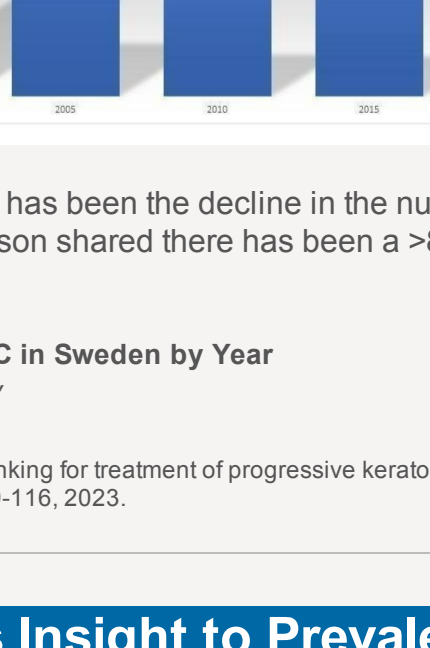 2005 2010 2015
has been the decline in the nu
son shared there has been a >
C in Sweden by Year
nking for treatment of progressive kerato
-116, 2023.
s Insight to Prevale